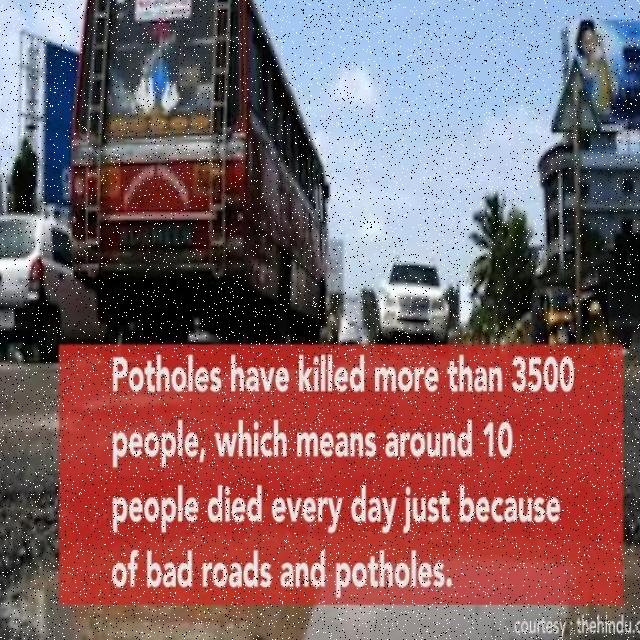 Potholes have killed more than 3500
people, which means around 10
people died every day just because
of bad roads and potholes.
courtesy : thehindu.c